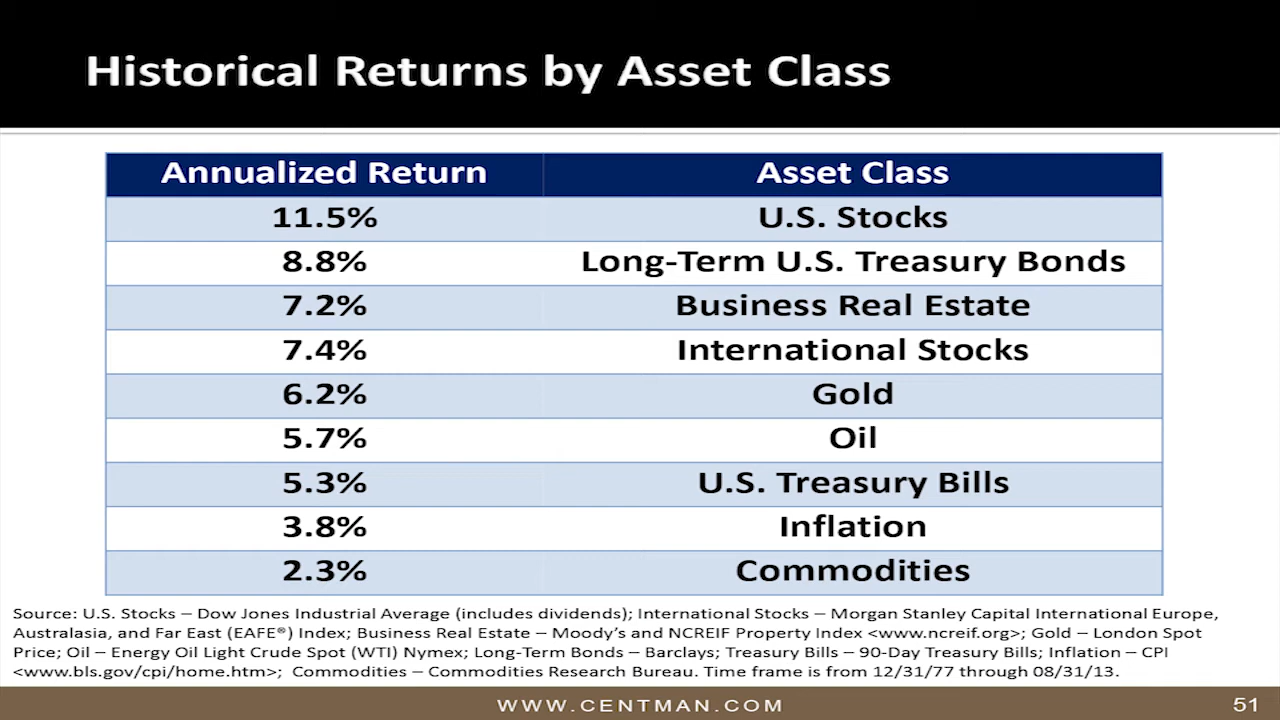 Historical Returns by Asset Class
Annualized Return Asset Class
11.5% U.S. Stocks
8.8% Long-Term U.S. Treasury Bonds
7.2% Business Real Estate
7.4% International Stocks
6.2% Gold
5.7% Oil
5.3% U.S. Treasury Bills
3.8% Inflation
2.3% Commodities
Source: U.S. Stocks – Dow Jones Industrial Average (includes dividends); International Stocks – Morgan Stanley Capital International Europe,
Australasia, and Far East (EAFE®) Index; Business Real Estate – Moody's and NCREIF Property Index <www.ncreif.org>; Gold – London Spot
Price; Oil – Energy Oil Light Crude Spot (WTI) Nymex; Long-Term Bonds – Barclays; Treasury Bills – 90-Day Treasury Bills; Inflation – CPI
<www.bls.gov/cpi/home.htm>; Commodities – Commodities Research Bureau. Time frame is from 12/31/77 through 08/31/13.
WWW.CENTMAN.COM 51